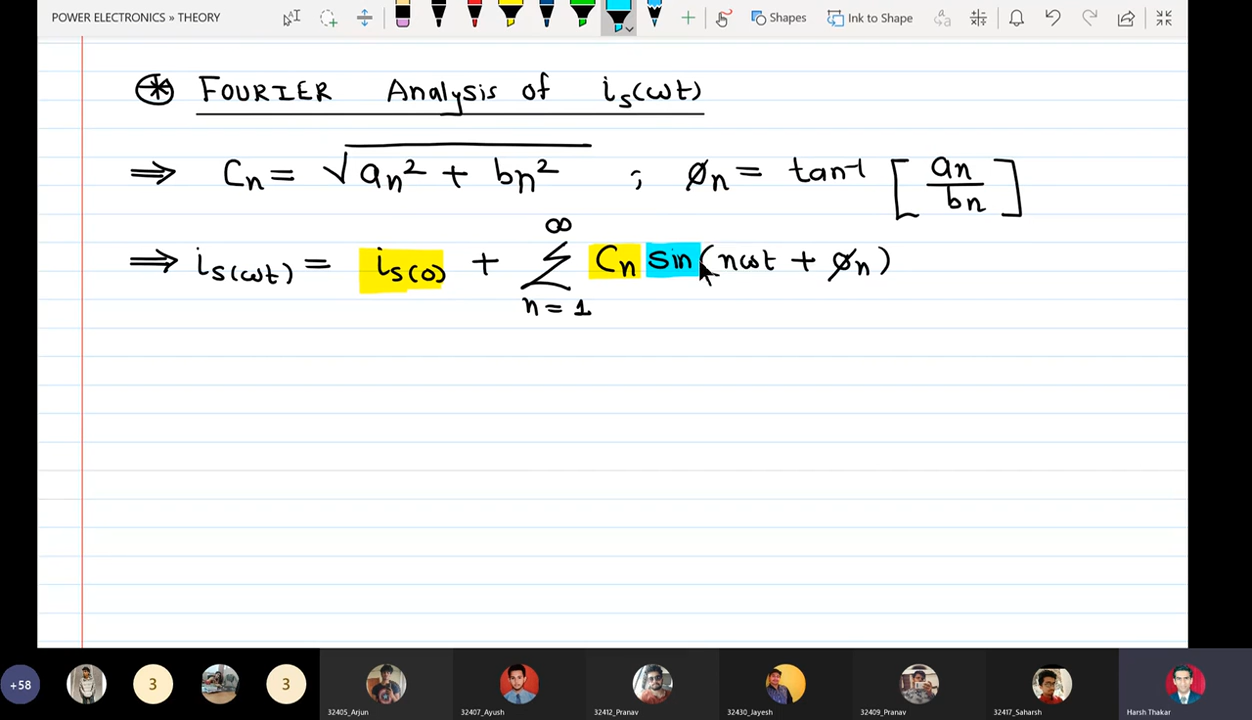 POWER ELECTRONICS » THEORY
Shapes
Ink to Shape
⊛ FOURIER Analysis of is(ωt)
⇒ Cn = √an² + bn² ; øn = tan⁻¹ [an/bn]
⇒ is(ωt) = is(o) + ∞∑n=1 Cn sin(nωt + øn)
+58
3
3
32405_Arjun
32407_Ayush
32412_Pranav
32430_Jayesh
32409_Pranav
32417_Saharsh
Harsh Thakar